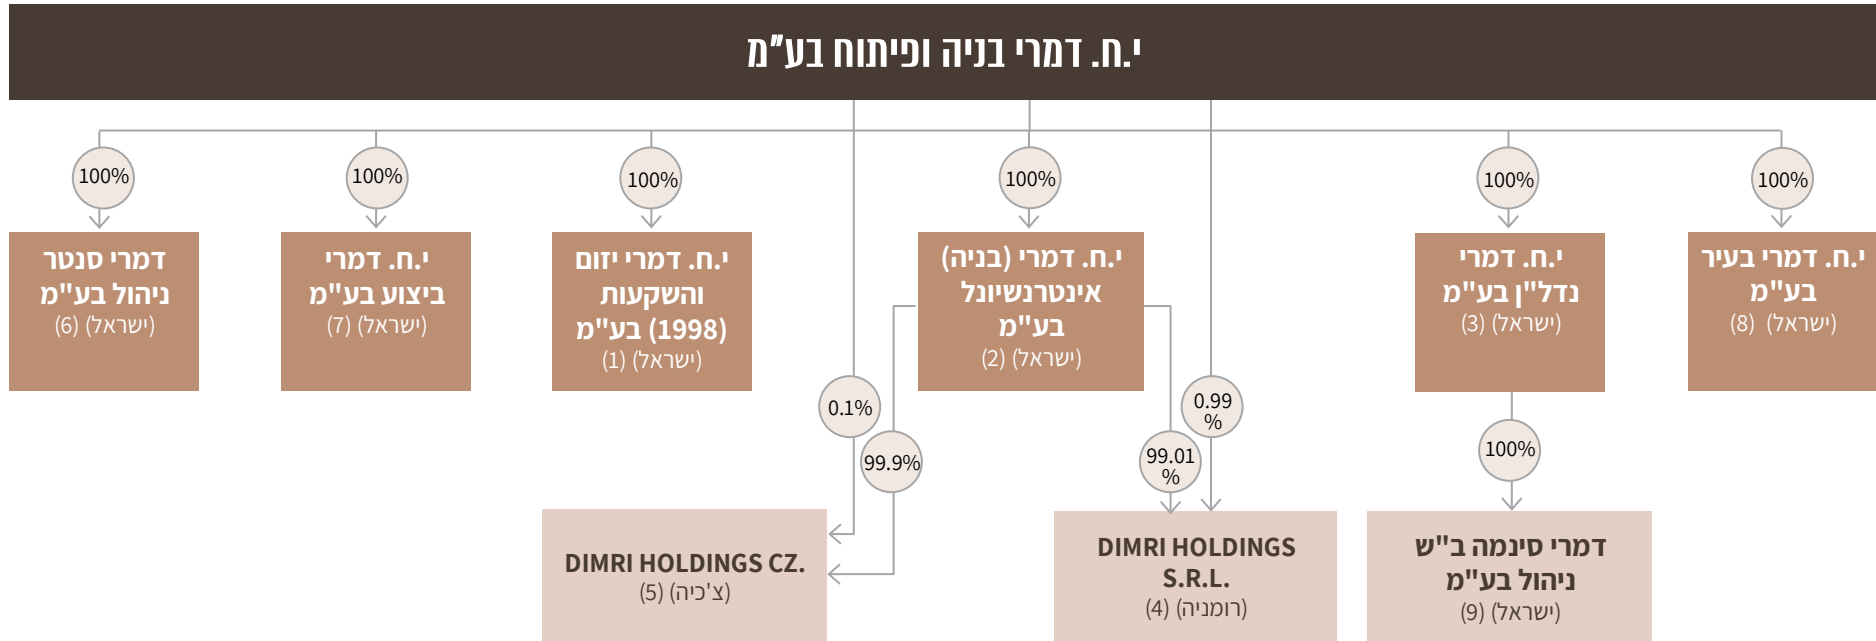 י.ח. דמרי בניה ופיתוח בע"מ
100%
100%
100%
100%
100%
100%
י.ח. דמרי בעיר
בע"מ
(ישראל) (8)
י.ח. דמרי
נדל"ן בע"מ
(ישראל) (3)
י.ח. דמרי (בניה)
אינטרנשיונל
בע"מ
(ישראל) (2)
י.ח. דמרי יזום
והשקעות
(1998) בע"מ
(ישראל) (1)
י.ח. דמרי
ביצוע בע"מ
(ישראל) (7)
דמרי סנטר
ניהול בע"מ
(ישראל) (6)
0.99
%
0.1%
100%
99.01
%
99.9%
דמרי סינמה ב"ש
ניהול בע"מ
(ישראל) (9)
DIMRI HOLDINGS
S.R.L.
(רומניה) (4)
DIMRI HOLDINGS CZ.
(צ'כיה) (5)